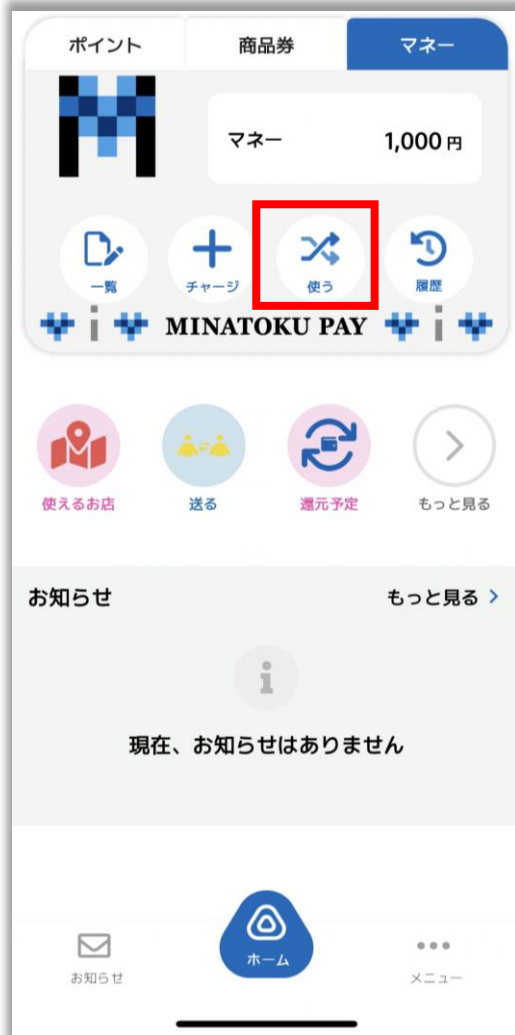 ポイント 商品券 マネー
マネー 1,000 円
一覧 チャージ 使う 履歴
MINATOKU PAY
使えるお店 送る 還元予定 もっと見る
お知らせ もっと見る >
現在、お知らせはありません
お知らせ ホーム メニュー